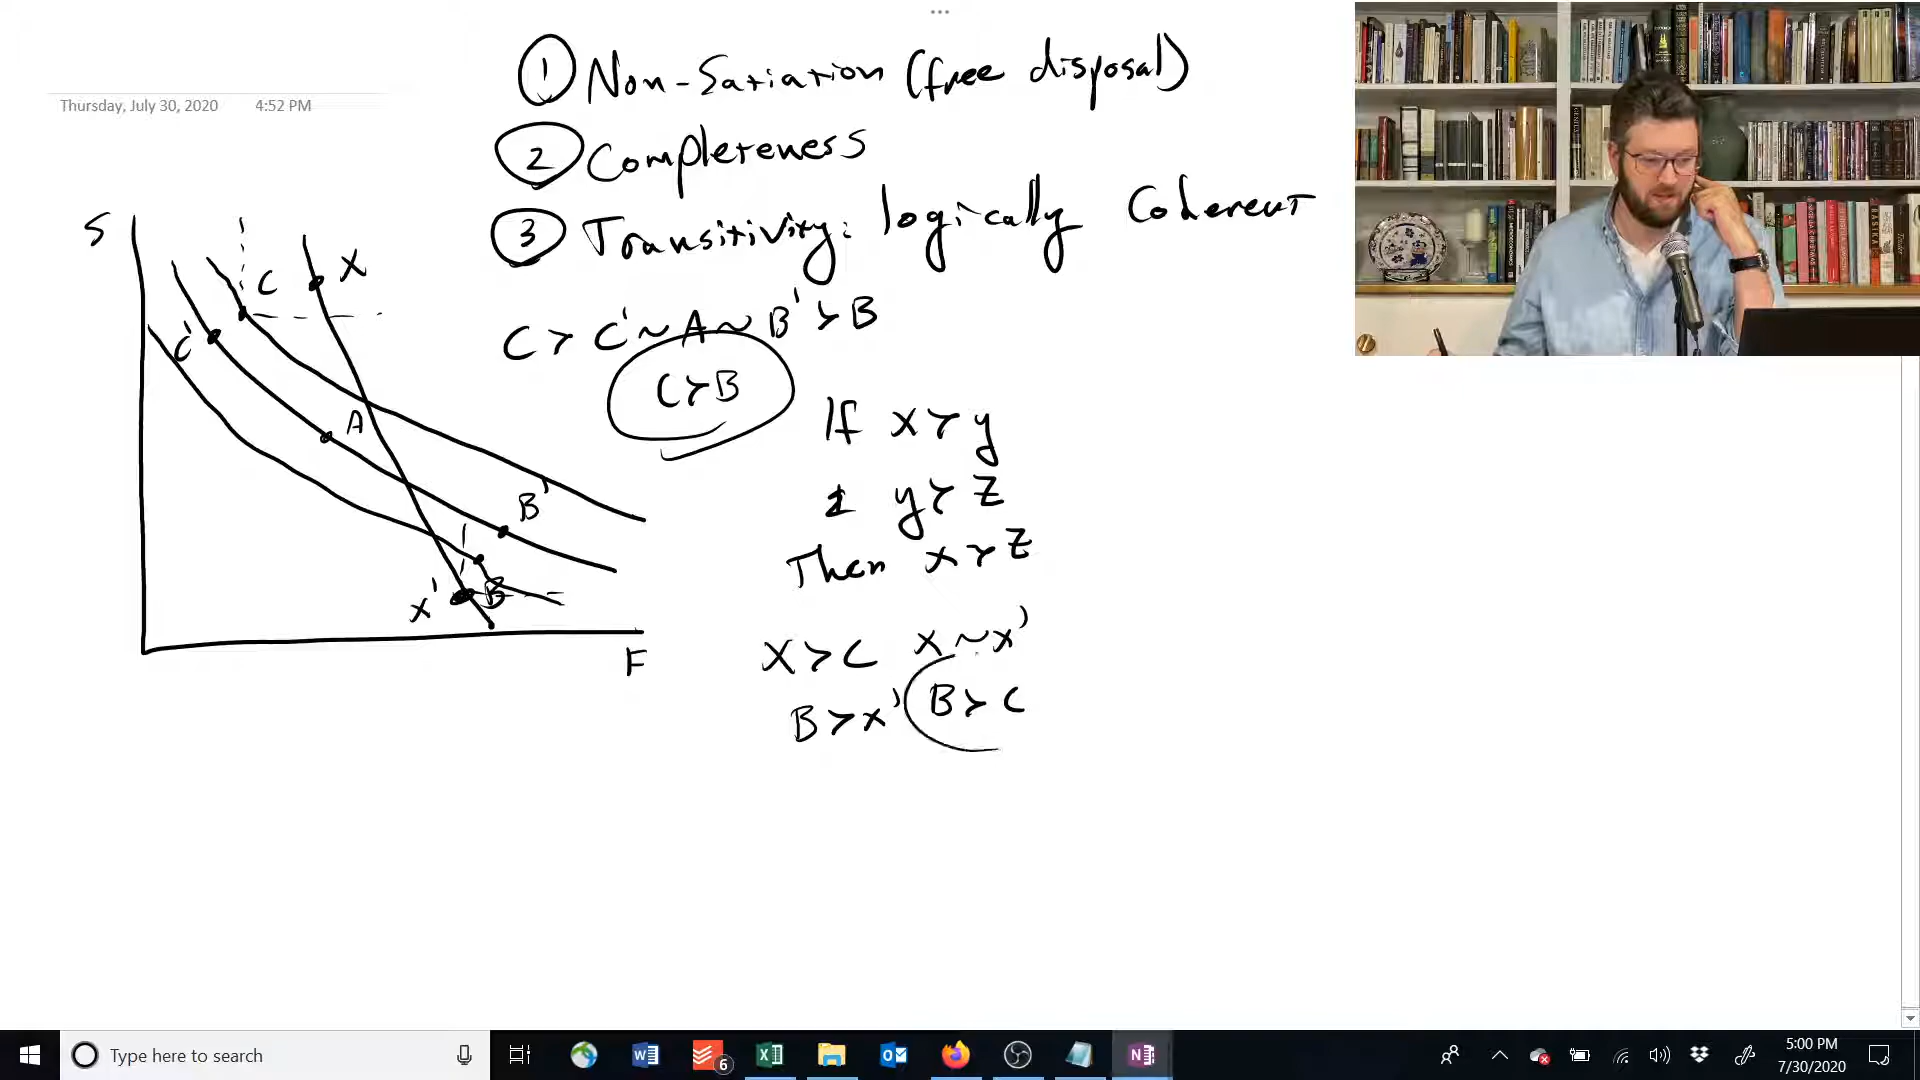 Thursday, July 30, 2020 4:52 PM
① Non-Satiation (free disposal)
② Completeness
③ Transitivity: logically Coherent
C ≻ C' ~ A ~ B' ≻ B
C ≻ B
If x ≻ y
& y ≻ z
Then x ≻ z
X ≻ C X ~ X'
B ≻ X' B ≻ C
S
C
X
C'
A
B'
X'
B
F
Type here to search
6
5:00 PM
7/30/2020